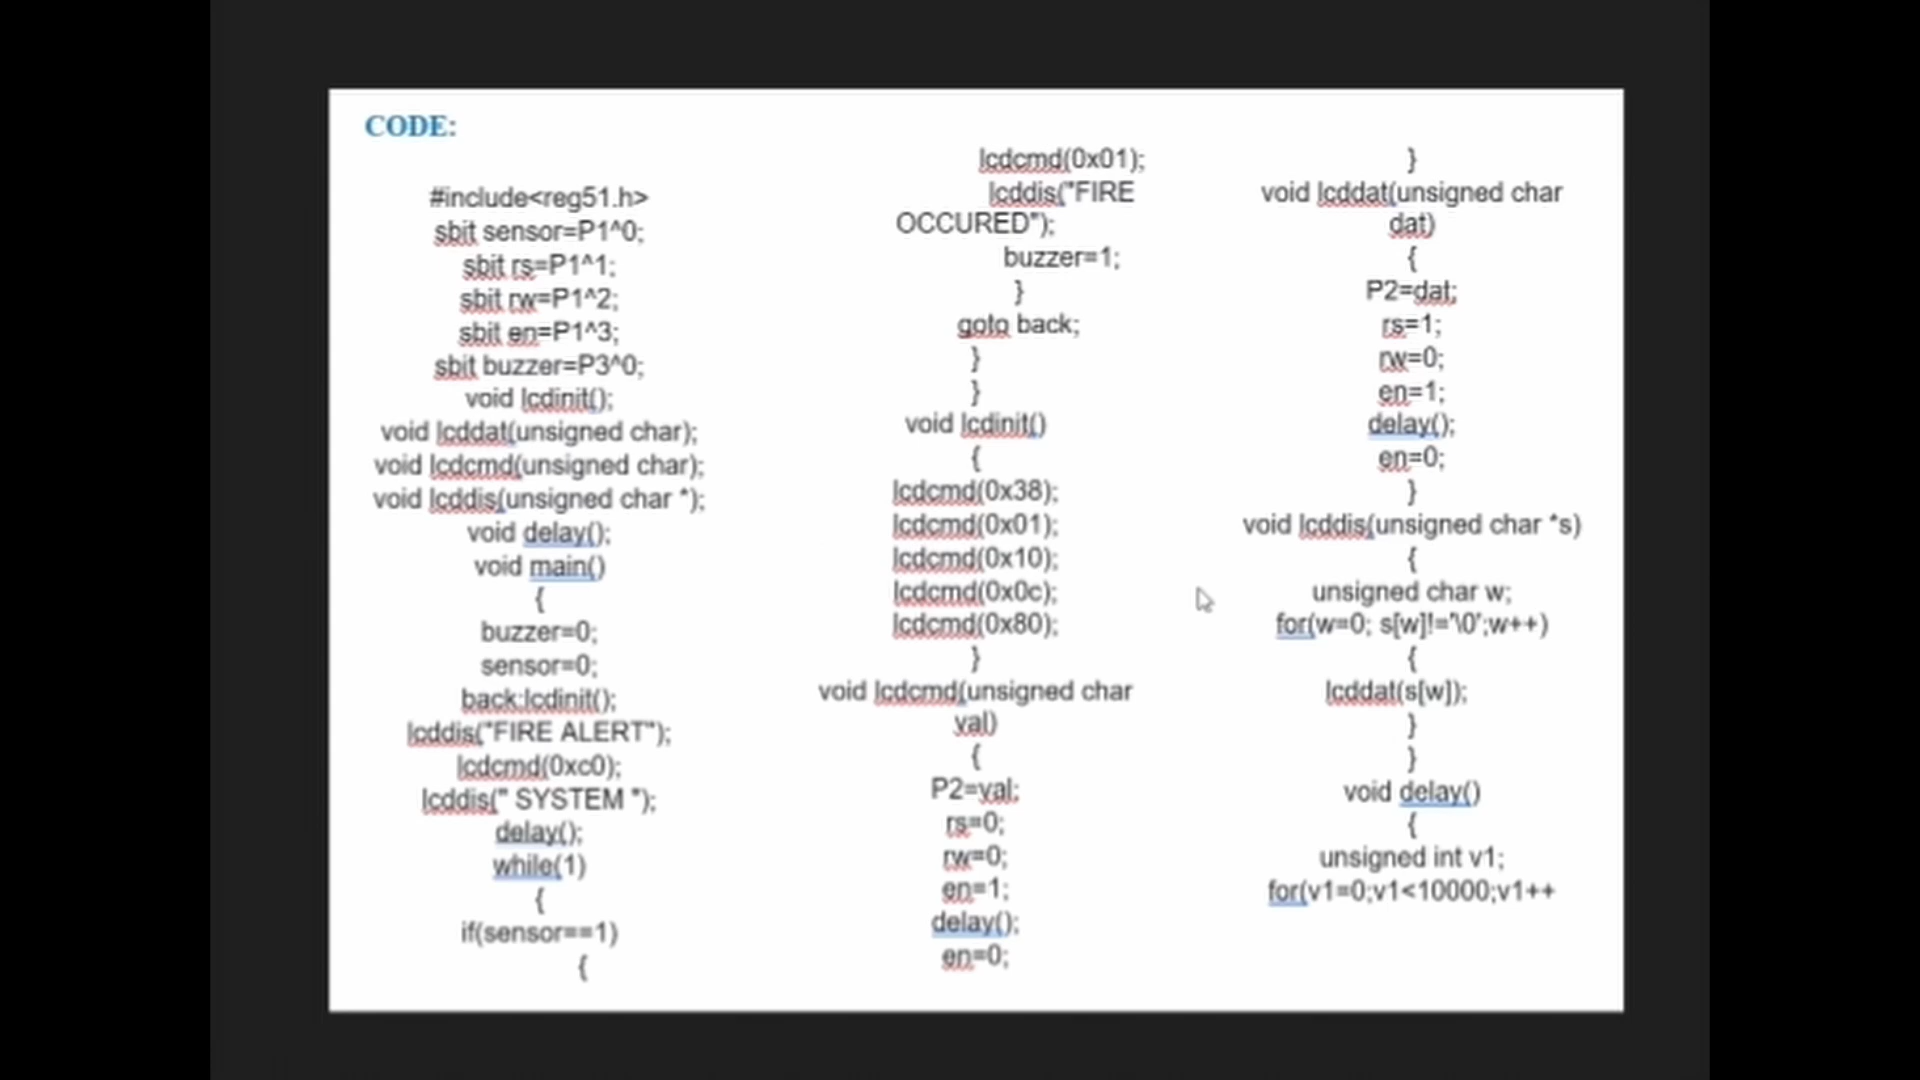 CODE:
#include<reg51.h>
sbit sensor=P1^0;
sbit rs=P1^1;
sbit rw=P1^2;
sbit en=P1^3;
sbit buzzer=P3^0;
void lcdinit();
void lcddat(unsigned char);
void lcdcmd(unsigned char);
void lcddis(unsigned char *);
void delay();
void main()
{
buzzer=0;
sensor=0;
back:lcdinit();
lcddis("FIRE ALERT");
lcdcmd(0xc0);
lcddis(" SYSTEM ");
delay();
while(1)
{
if(sensor==1)
{
lcdcmd(0x01);
lcddis("FIRE
OCCURED");
buzzer=1;
}
goto back;
}
}
void lcdinit()
{
lcdcmd(0x38);
lcdcmd(0x01);
lcdcmd(0x10);
lcdcmd(0x0c);
lcdcmd(0x80);
}
void lcdcmd(unsigned char
val)
{
P2=val;
rs=0;
rw=0;
en=1;
delay();
en=0;
}
void lcddat(unsigned char
dat)
{
P2=dat;
rs=1;
rw=0;
en=1;
delay();
en=0;
}
void lcddis(unsigned char *s)
{
unsigned char w;
for(w=0; s[w]!='\0';w++)
{
lcddat(s[w]);
}
}
void delay()
{
unsigned int v1;
for(v1=0;v1<10000;v1++